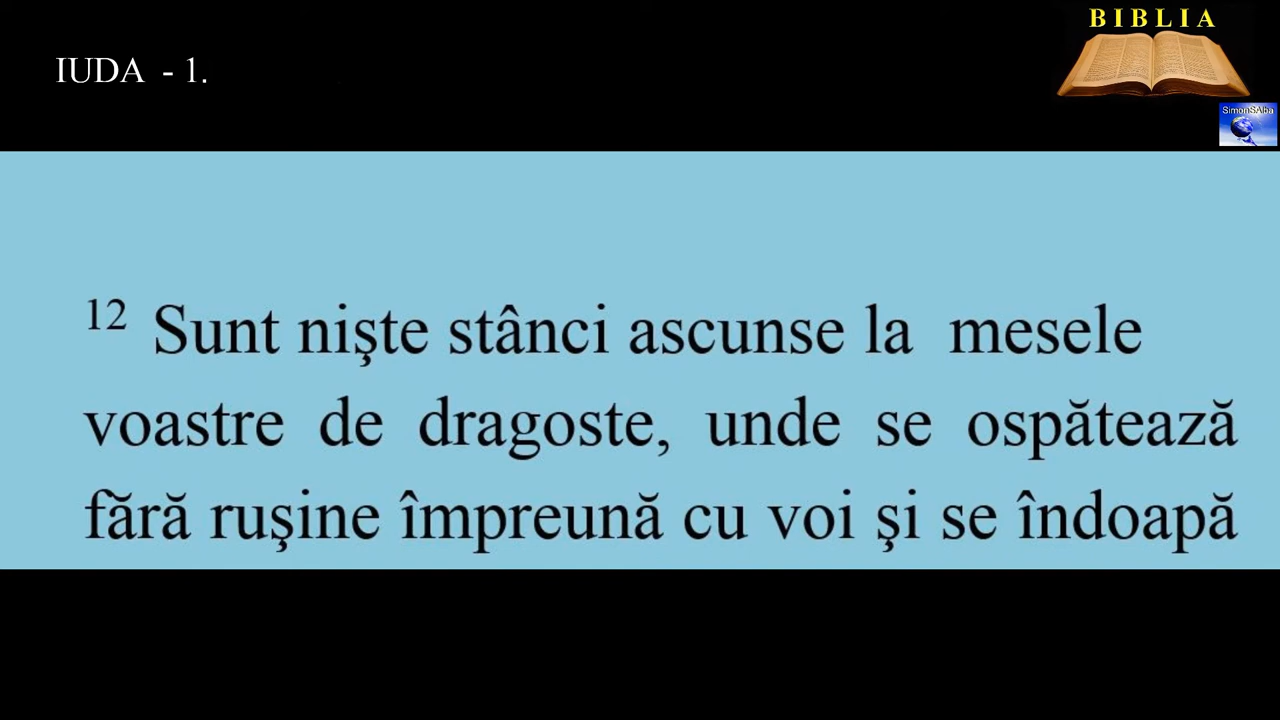 BIBLIA
IUDA - 1.
SimonSAlba
12 Sunt nişte stânci ascunse la mesele
voastre de dragoste, unde se ospătează
fără ruşine împreună cu voi şi se îndoapă